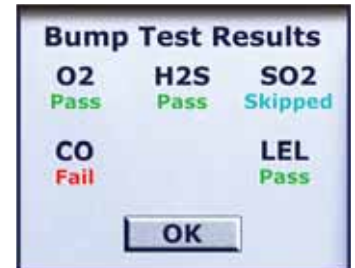 Bump Test Results
O2 H2S SO2
Pass Pass Skipped
CO LEL
Fail Pass
OK